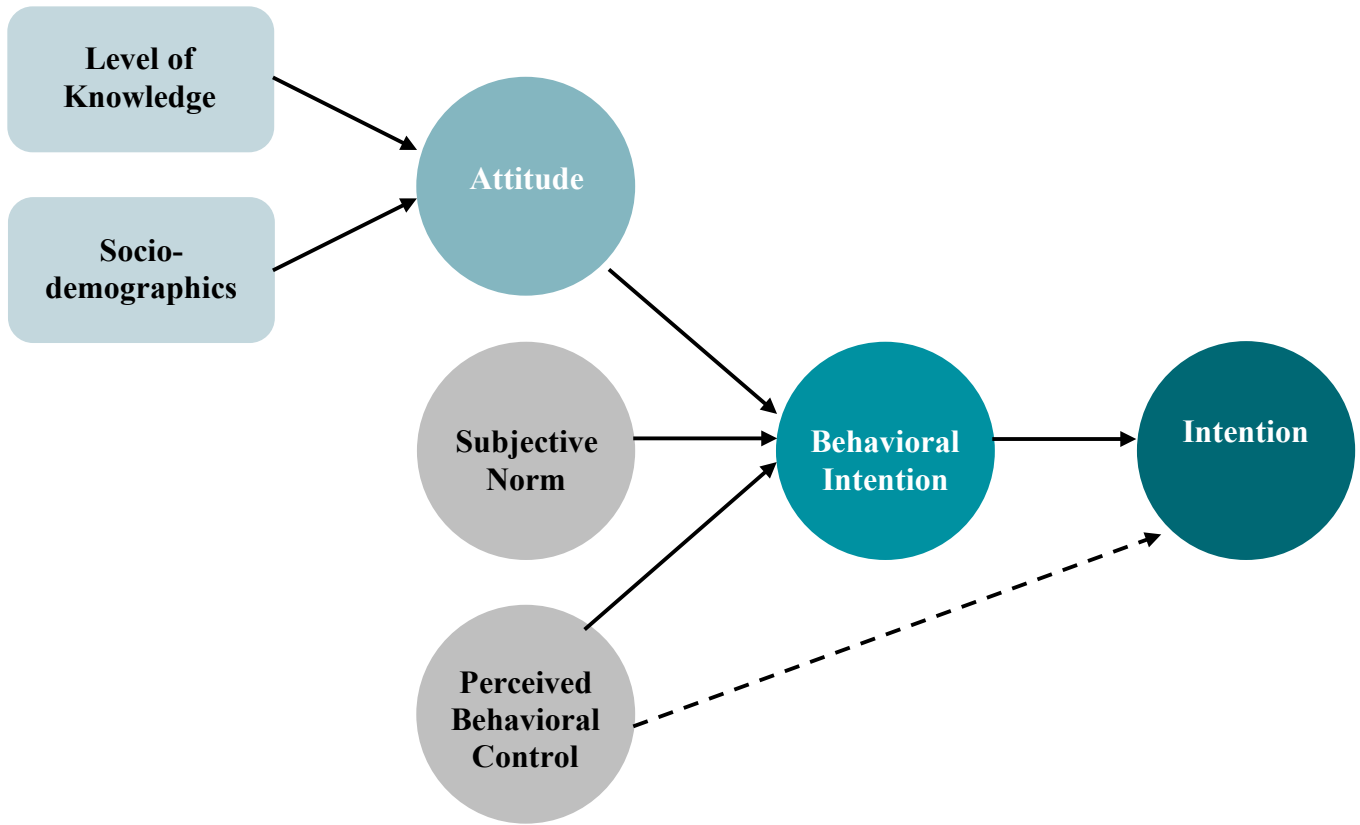 Level of
Knowledge
Attitude
Socio-
demographics
Subjective
Norm
Behavioral
Intention
Intention
Perceived
Behavioral
Control